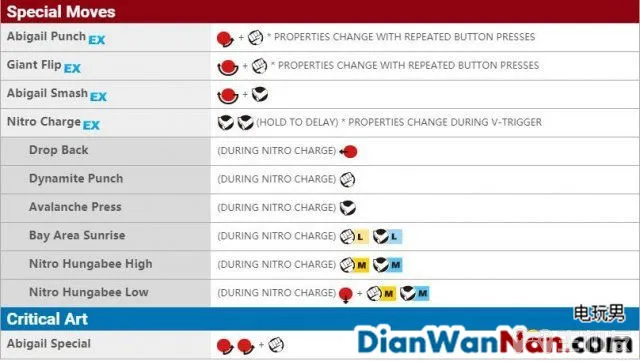 Special Moves
Abigail Punch EX + * PROPERTIES CHANGE WITH REPEATED BUTTON PRESSES
Giant Flip EX + * PROPERTIES CHANGE WITH REPEATED BUTTON PRESSES
Abigail Smash EX +
Nitro Charge EX (HOLD TO DELAY) * PROPERTIES CHANGE DURING V-TRIGGER
Drop Back (DURING NITRO CHARGE)
Dynamite Punch (DURING NITRO CHARGE)
Avalanche Press (DURING NITRO CHARGE)
Bay Area Sunrise (DURING NITRO CHARGE) L L
Nitro Hungabee High (DURING NITRO CHARGE) M M
Nitro Hungabee Low (DURING NITRO CHARGE) + M M
电玩男
Critical Art
DianWanNan.com
Abigail Special +